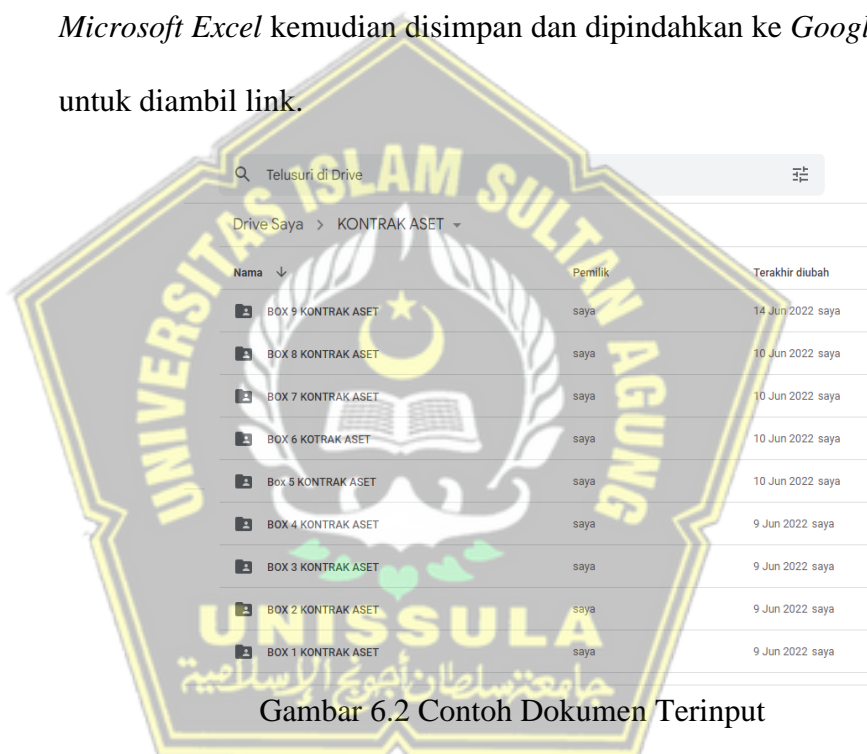 Microsoft Excel kemudian disimpan dan dipindahkan ke Googl
untuk diambil link.
Telusuri di Drive
Drive Saya > KONTRAK ASET
Nama Pemilik Terakhir diubah
BOX 9 KONTRAK ASET saya 14 Jun 2022 saya
BOX 8 KONTRAK ASET saya 10 Jun 2022 saya
BOX 7 KONTRAK ASET saya 10 Jun 2022 saya
BOX 6 KOTRAK ASET saya 10 Jun 2022 saya
Box 5 KONTRAK ASET saya 10 Jun 2022 saya
BOX 4 KONTRAK ASET saya 9 Jun 2022 saya
BOX 3 KONTRAK ASET saya 9 Jun 2022 saya
BOX 2 KONTRAK ASET saya 9 Jun 2022 saya
BOX 1 KONTRAK ASET saya 9 Jun 2022 saya
Gambar 6.2 Contoh Dokumen Terinput
UNIVERSITAS ISLAM SULTAN AGUNG
UNISSULA
جامعة سلطان أجونج الإسلامية